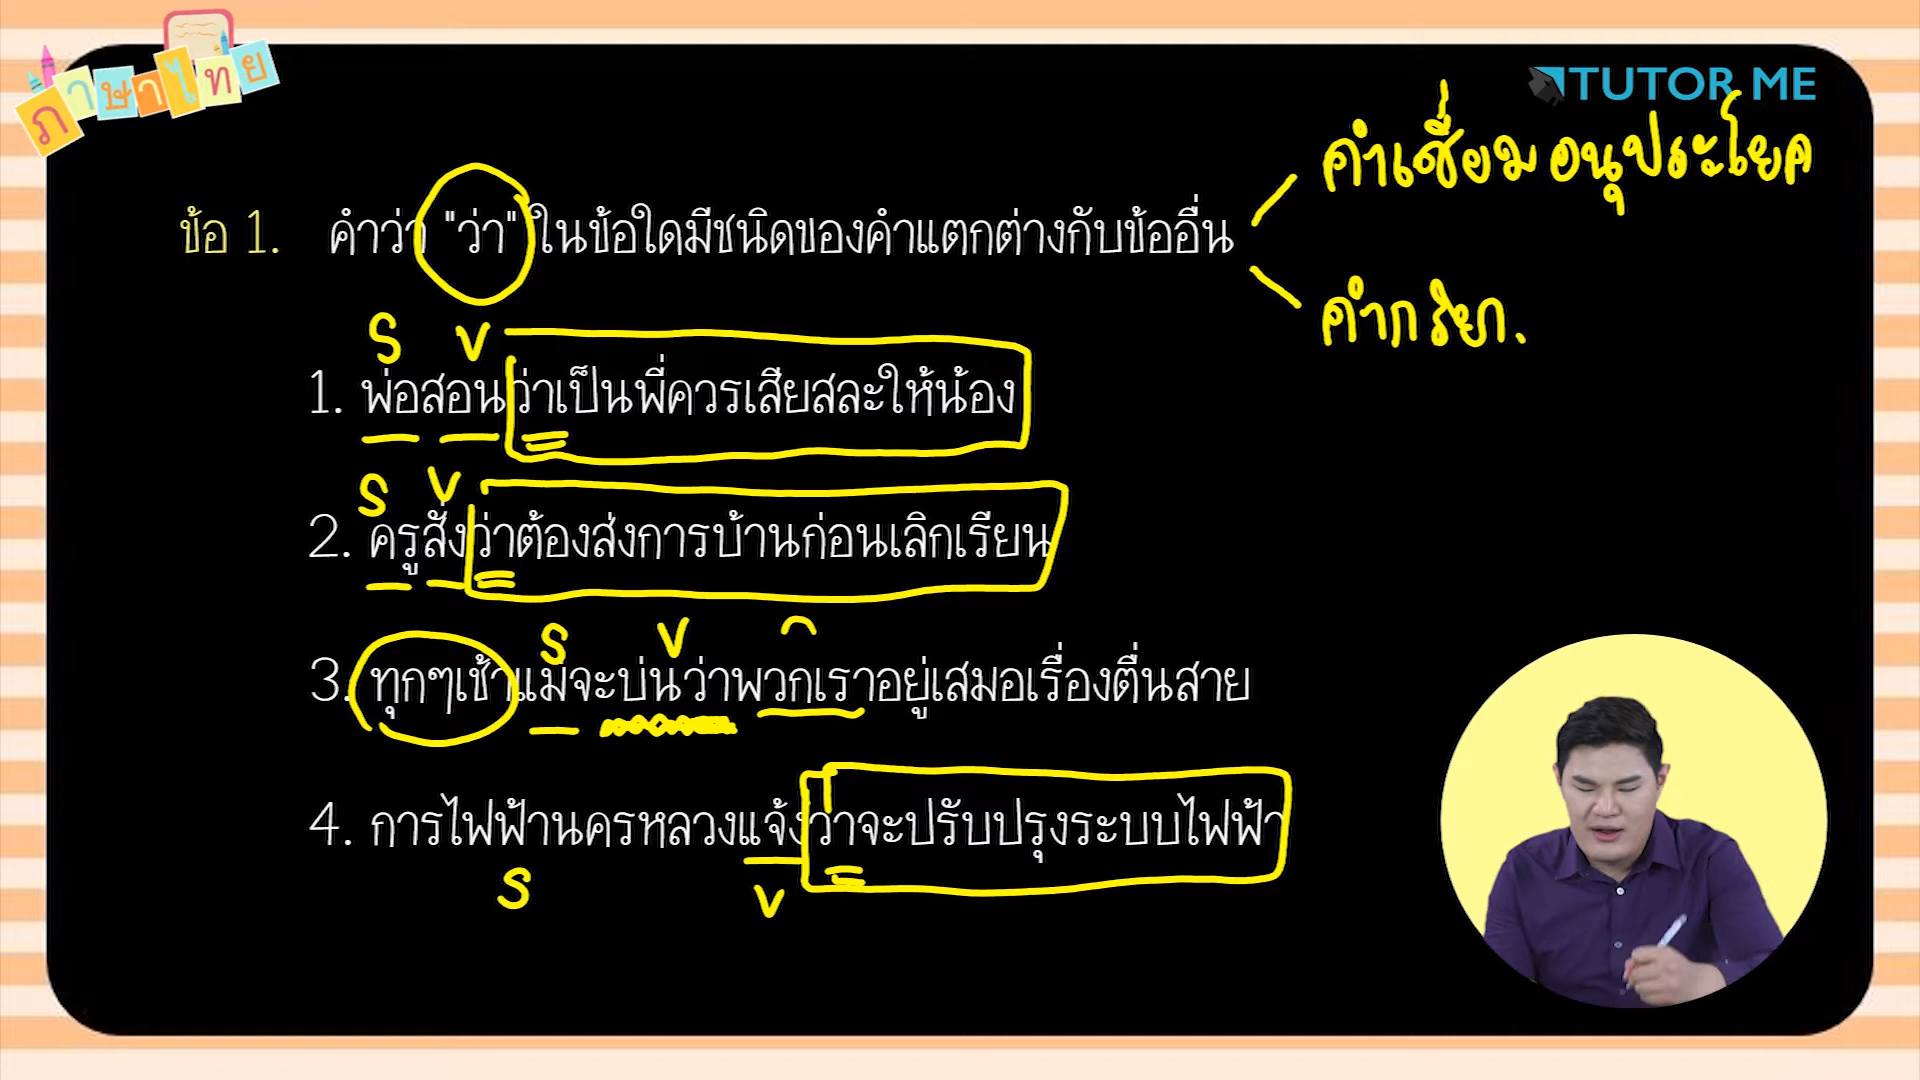 ภาษาไทย
TUTOR ME
คำเชื่อมอนุประโยค
ข้อ 1. คำว่า "ว่า" ในข้อใดมีชนิดของคำแตกต่างกับข้ออื่น
คำกริยา.
S V
1. พ่อสอนว่าเป็นพี่ควรเสียสละให้น้อง
S V
2. ครูสั่งว่าต้องส่งการบ้านก่อนเลิกเรียน
S V
3. ทุกๆเช้าแม่จะบ่นว่าพวกเราอยู่เสมอเรื่องตื่นสาย
4. การไฟฟ้านครหลวงแจ้งว่าจะปรับปรุงระบบไฟฟ้า
S V